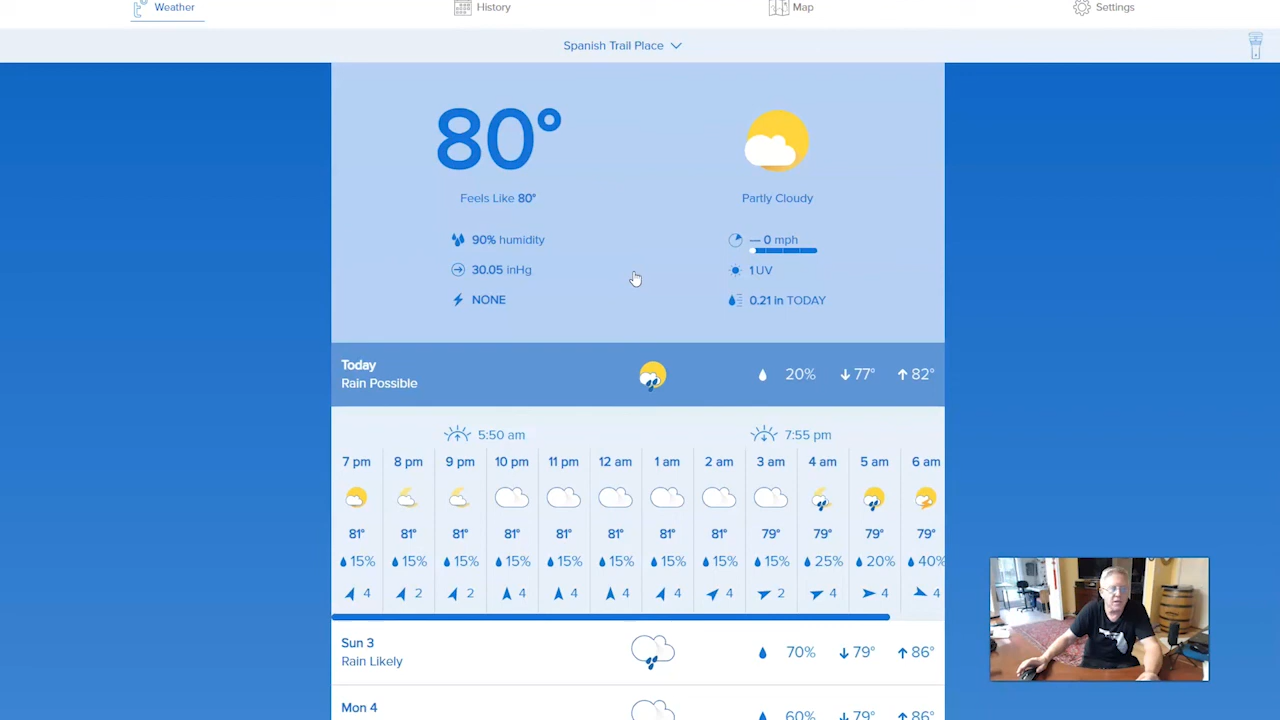 Weather
History
Map
Settings
Spanish Trail Place
80°
Feels Like 80°
Partly Cloudy
90% humidity
— 0 mph
30.05 inHg
1 UV
NONE
0.21 in TODAY
Today
Rain Possible
20% 77° 82°
5:50 am 7:55 pm
7 pm 8 pm 9 pm 10 pm 11 pm 12 am 1 am 2 am 3 am 4 am 5 am 6 am
81° 81° 81° 81° 81° 81° 81° 81° 79° 79° 79° 79°
15% 15% 15% 15% 15% 15% 15% 15% 15% 25% 20% 40%
4 2 2 4 4 4 4 4 2 4 4 4
Sun 3
Rain Likely
70% 79° 86°
Mon 4
60% 79° 86°